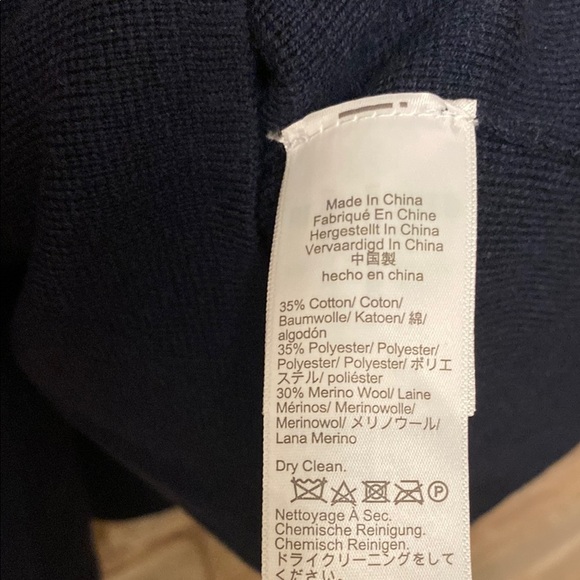 Made In China
Fabriqué En Chine
Hergestellt In China
Vervaardigd In China
中国製
hecho en china
35% Cotton/ Coton/
Baumwolle/ Katoen/ 綿/
algodón
35% Polyester/ Polyester/
Polyester/ Polyester/ ポリエ
ステル/ poliéster
30% Merino Wool/ Laine
Mérinos/ Merinowolle/
Merinowol/ メリノウール/
Lana Merino
Dry Clean.
P
Nettoyage À Sec.
Chemische Reinigung.
Chemisch Reinigen.
ドライクリーニングをして
ください。